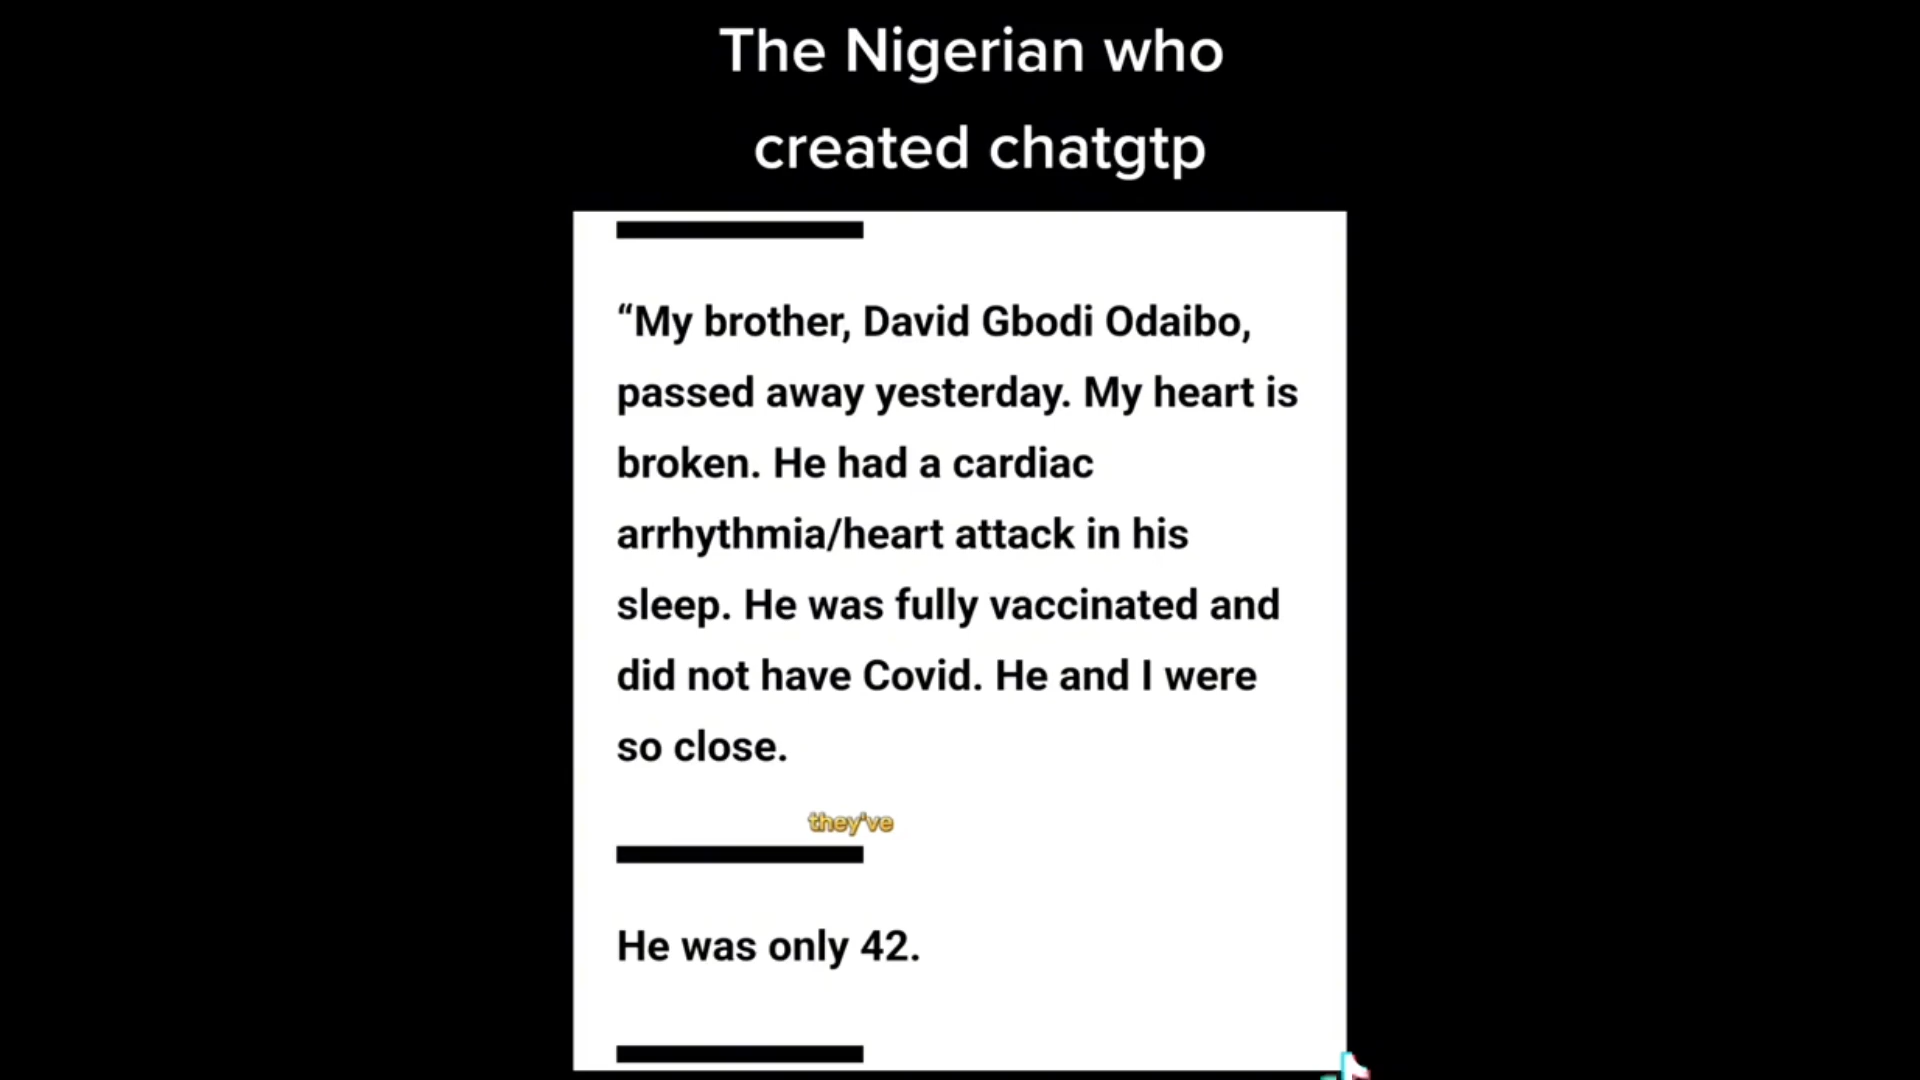 The Nigerian who
created chatgtp
“My brother, David Gbodi Odaibo,
passed away yesterday. My heart is
broken. He had a cardiac
arrhythmia/heart attack in his
sleep. He was fully vaccinated and
did not have Covid. He and I were
so close.
they've
He was only 42.